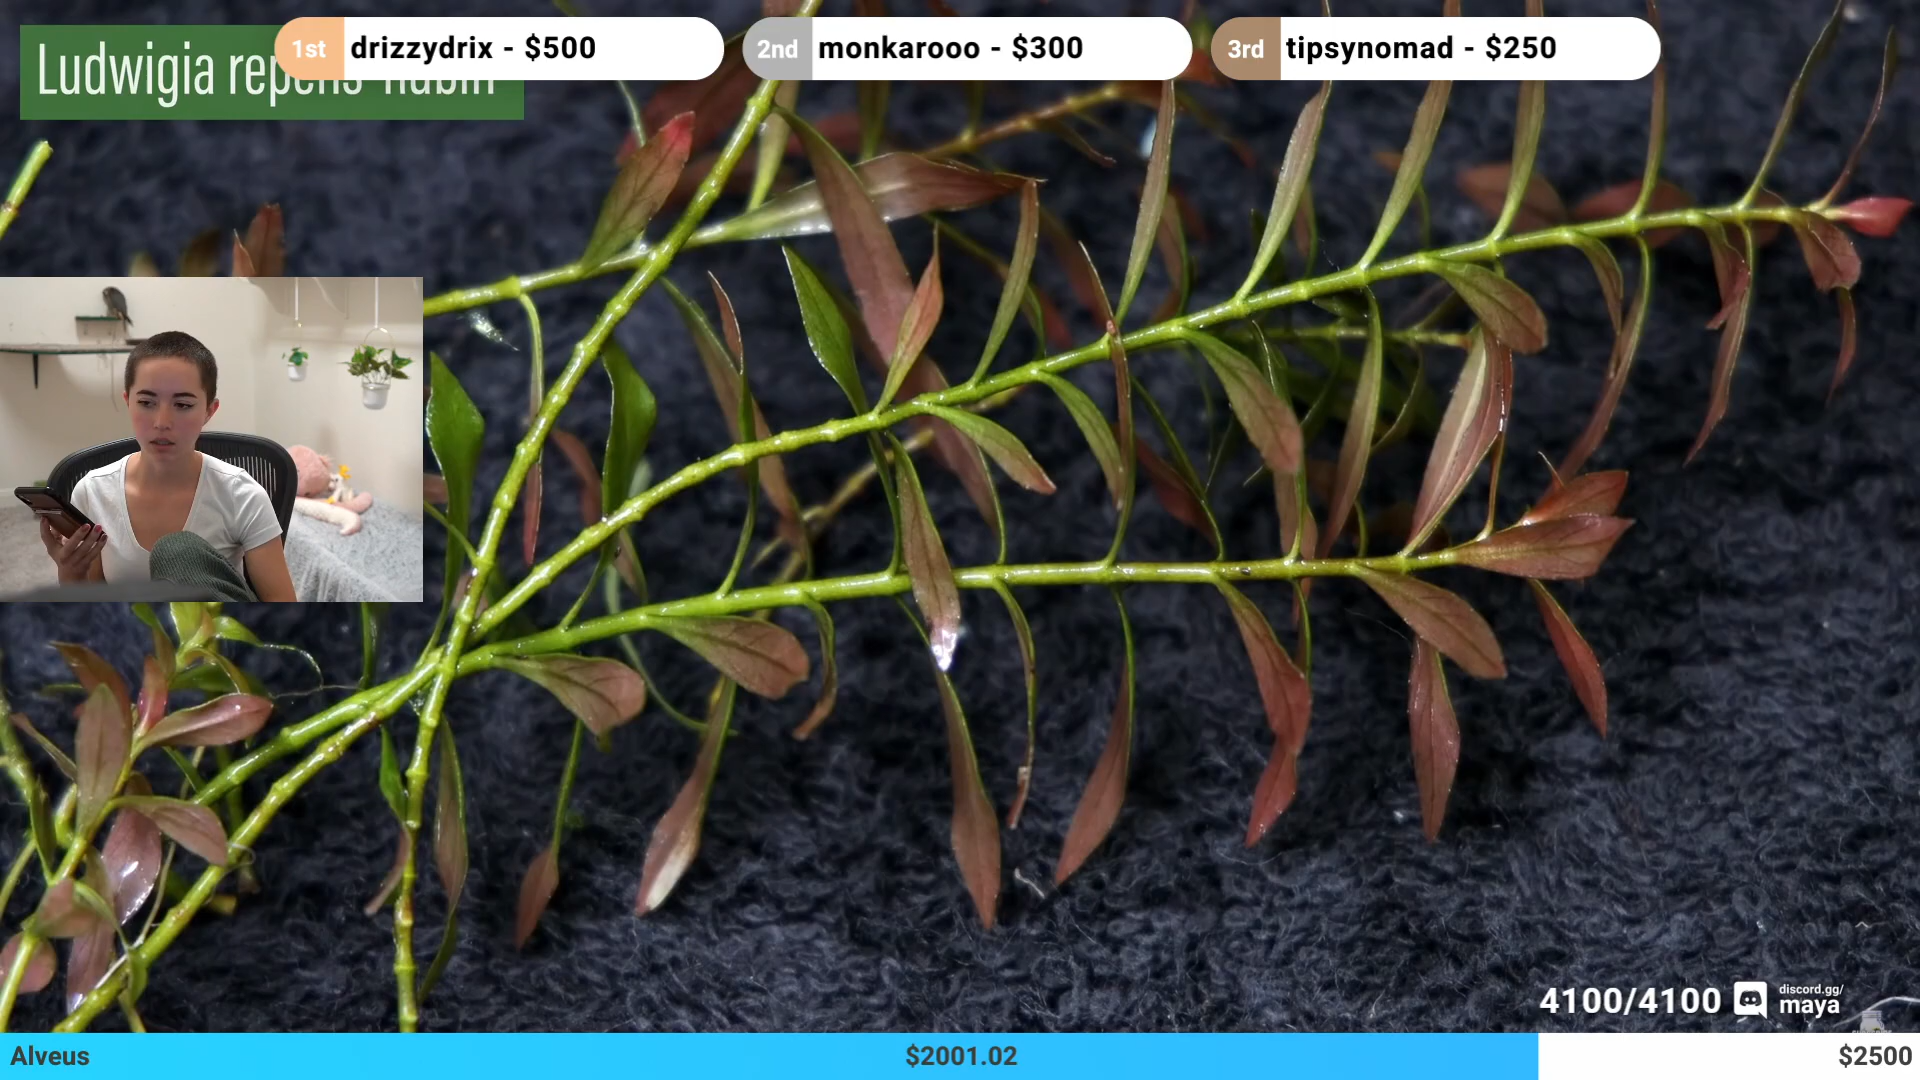 1st drizzydrix - $500
2nd monkarooo - $300
3rd tipsynomad - $250
Ludwigia repens
4100/4100
discord.gg/
maya
Alveus $2001.02 $2500